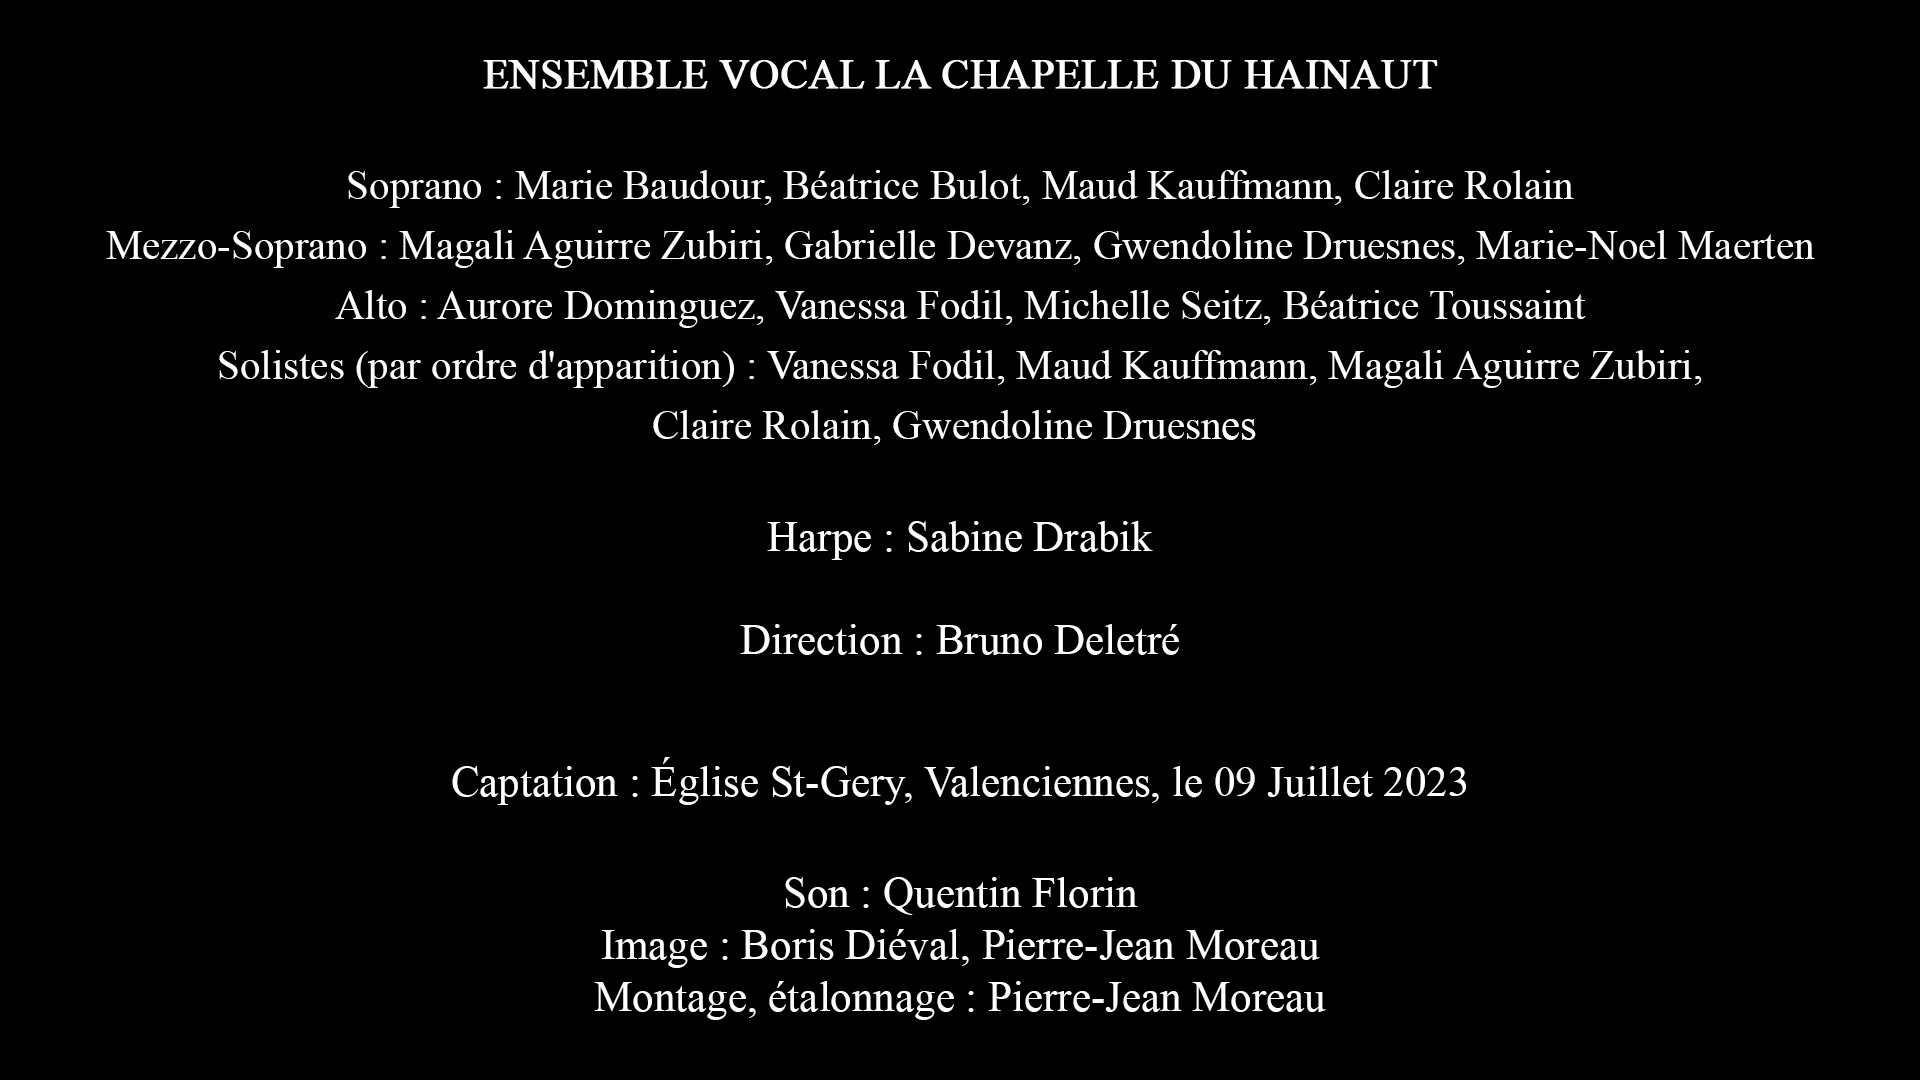 ENSEMBLE VOCAL LA CHAPELLE DU HAINAUT
Soprano : Marie Baudour, Béatrice Bulot, Maud Kauffmann, Claire Rolain
Mezzo-Soprano : Magali Aguirre Zubiri, Gabrielle Devanz, Gwendoline Druesnes, Marie-Noel Maerten
Alto : Aurore Dominguez, Vanessa Fodil, Michelle Seitz, Béatrice Toussaint
Solistes (par ordre d'apparition) : Vanessa Fodil, Maud Kauffmann, Magali Aguirre Zubiri,
Claire Rolain, Gwendoline Druesnes
Harpe : Sabine Drabik
Direction : Bruno Deletré
Captation : Église St-Gery, Valenciennes, le 09 Juillet 2023
Son : Quentin Florin
Image : Boris Diéval, Pierre-Jean Moreau
Montage, étalonnage : Pierre-Jean Moreau